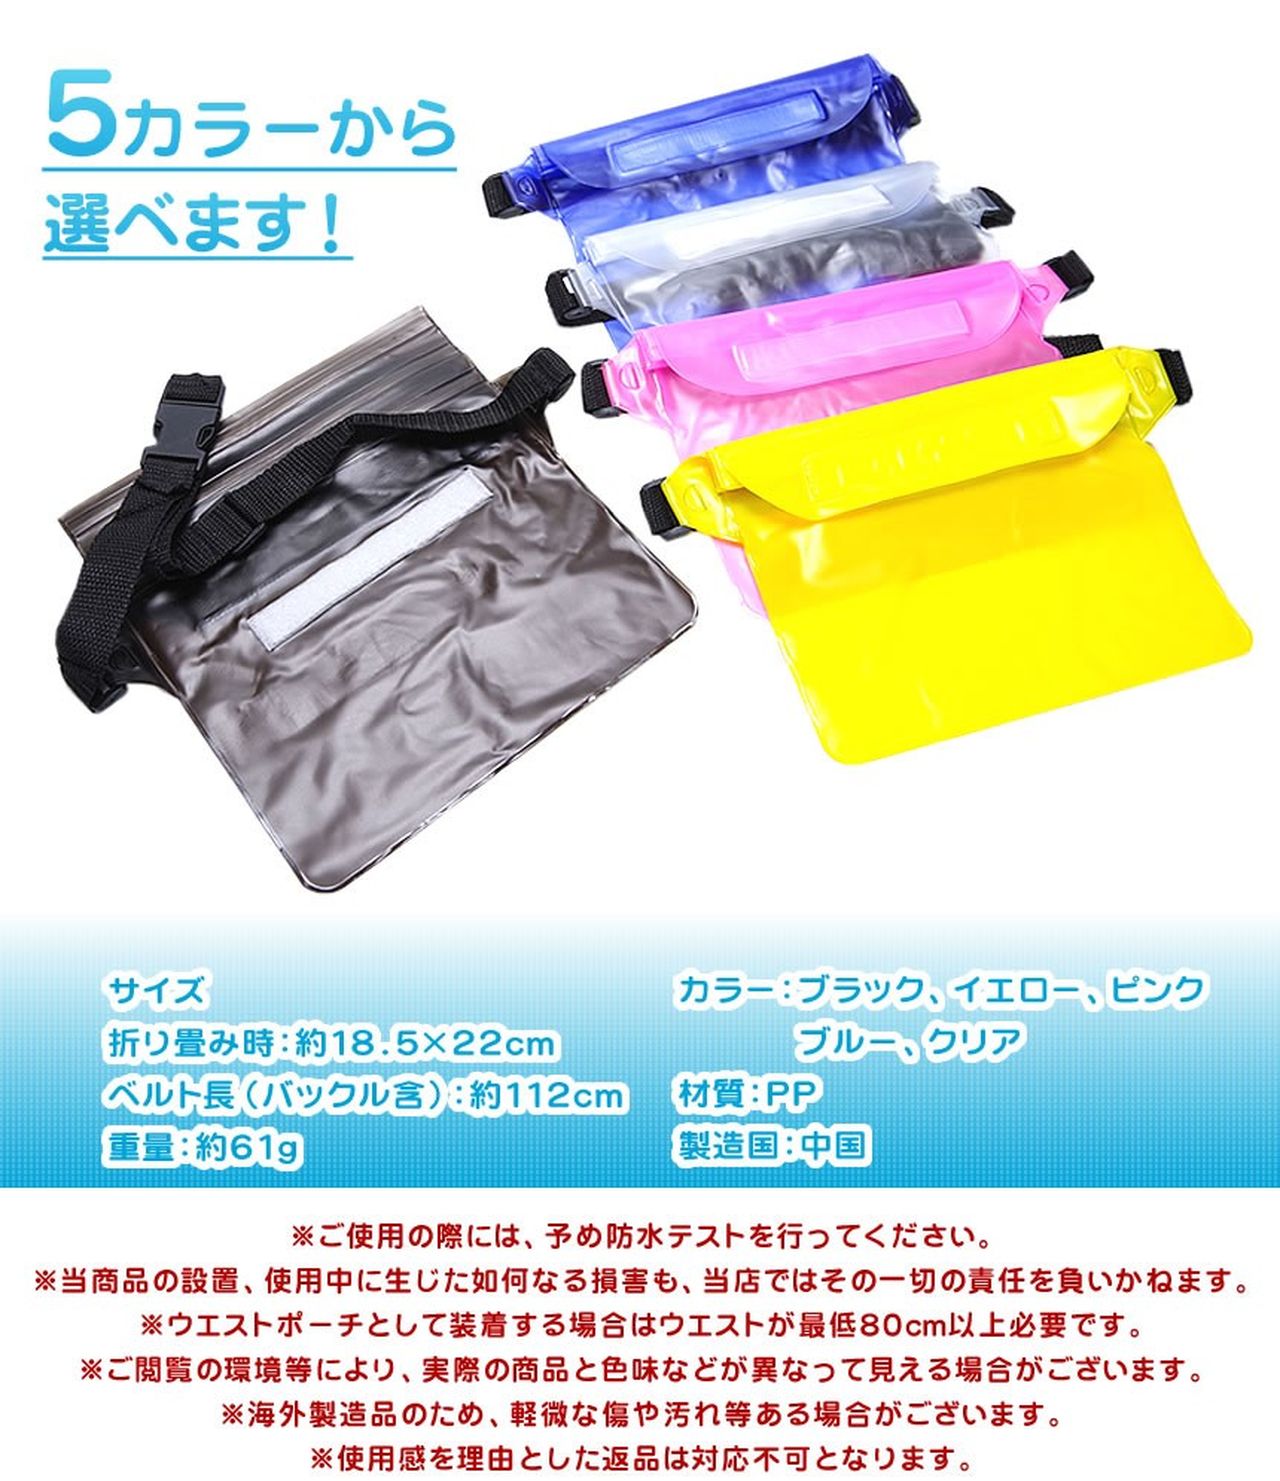 5カラーから
選べます!
サイズ
折り畳み時：約18.5×22cm
ベルト長（バックル含）：約112cm
重量：約61g
カラー：ブラック、イエロー、ピンク
ブルー、クリア
材質：PP
製造国：中国
※ご使用の際には、予め防水テストを行ってください。
※当商品の設置、使用中に生じた如何なる損害も、当店ではその一切の責任を負いかねます。
※ウエストポーチとして装着する場合はウエストが最低80cm以上必要です。
※ご閲覧の環境等により、実際の商品と色味などが異なって見える場合がございます。
※海外製造品のため、軽微な傷や汚れ等ある場合がございます。
※使用感を理由とした返品は対応不可となります。